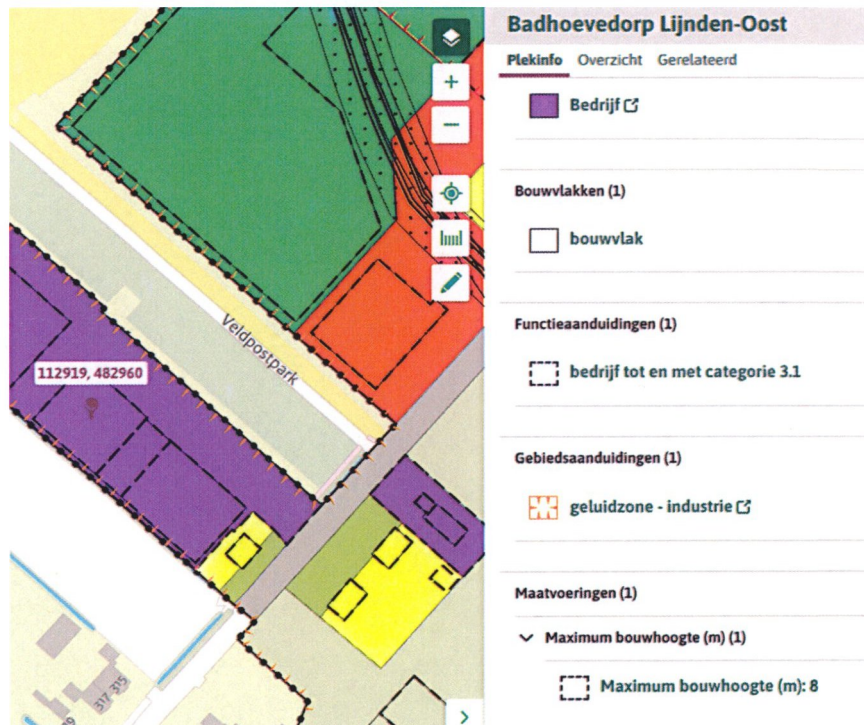 Badhoevedorp Lijnden-Oost
Plekinfo Overzicht Gerelateerd
Bedrijf
Bouwvlakken (1)
bouwvlak
Functieaanduidingen (1)
bedrijf tot en met categorie 3.1
Gebiedsaanduidingen (1)
geluidzone - industrie
Maatvoeringen (1)
Maximum bouwhoogte (m) (1)
Maximum bouwhoogte (m): 8
Veldpostpark
112919, 482960
317-315